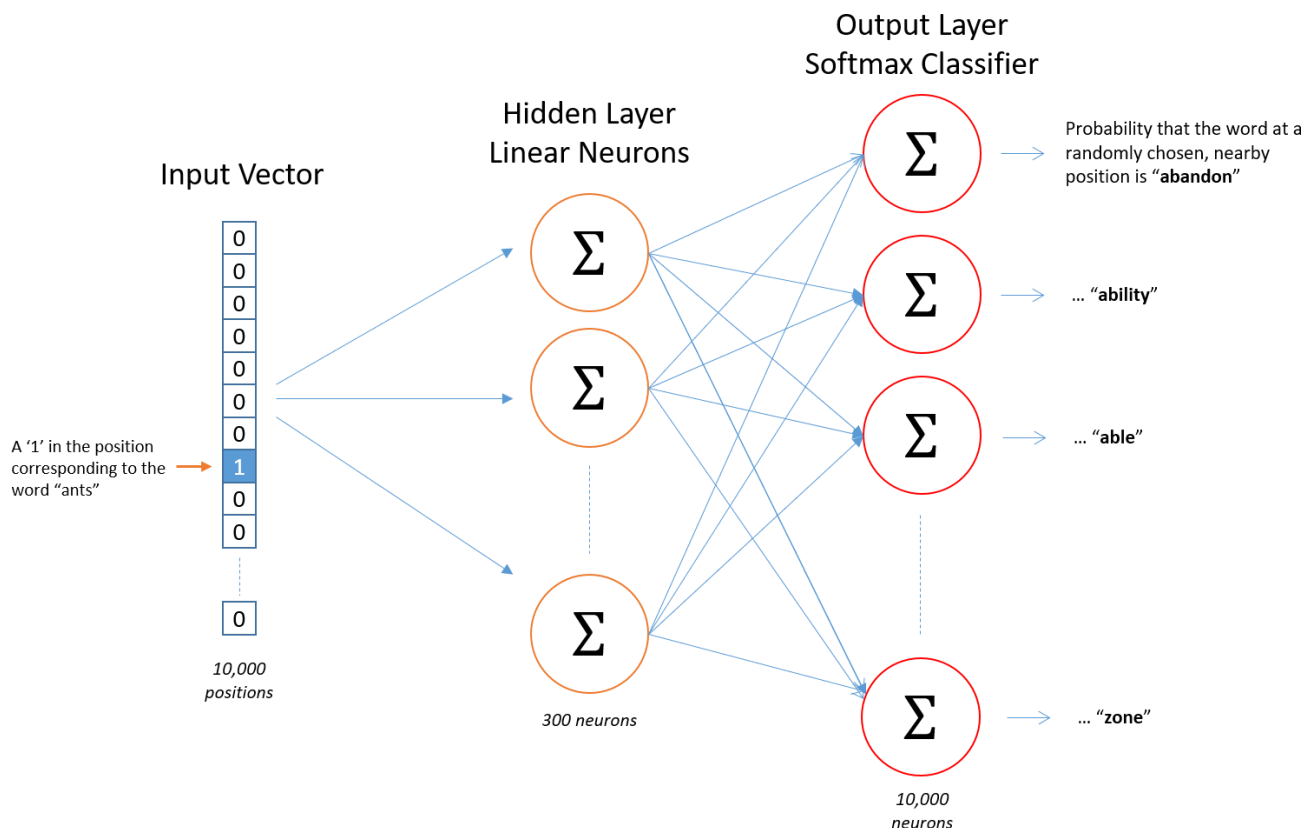 Output Layer
Softmax Classifier
Hidden Layer
Linear Neurons
Input Vector
0
0
0
0
0
0
0
1
0
0
0
A ‘1’ in the position
corresponding to the
word “ants”
10,000
positions
Σ
Σ
Σ
300 neurons
Σ
Σ
Σ
Σ
10,000
neurons
Probability that the word at a
randomly chosen, nearby
position is “abandon”
... “ability”
... “able”
... “zone”